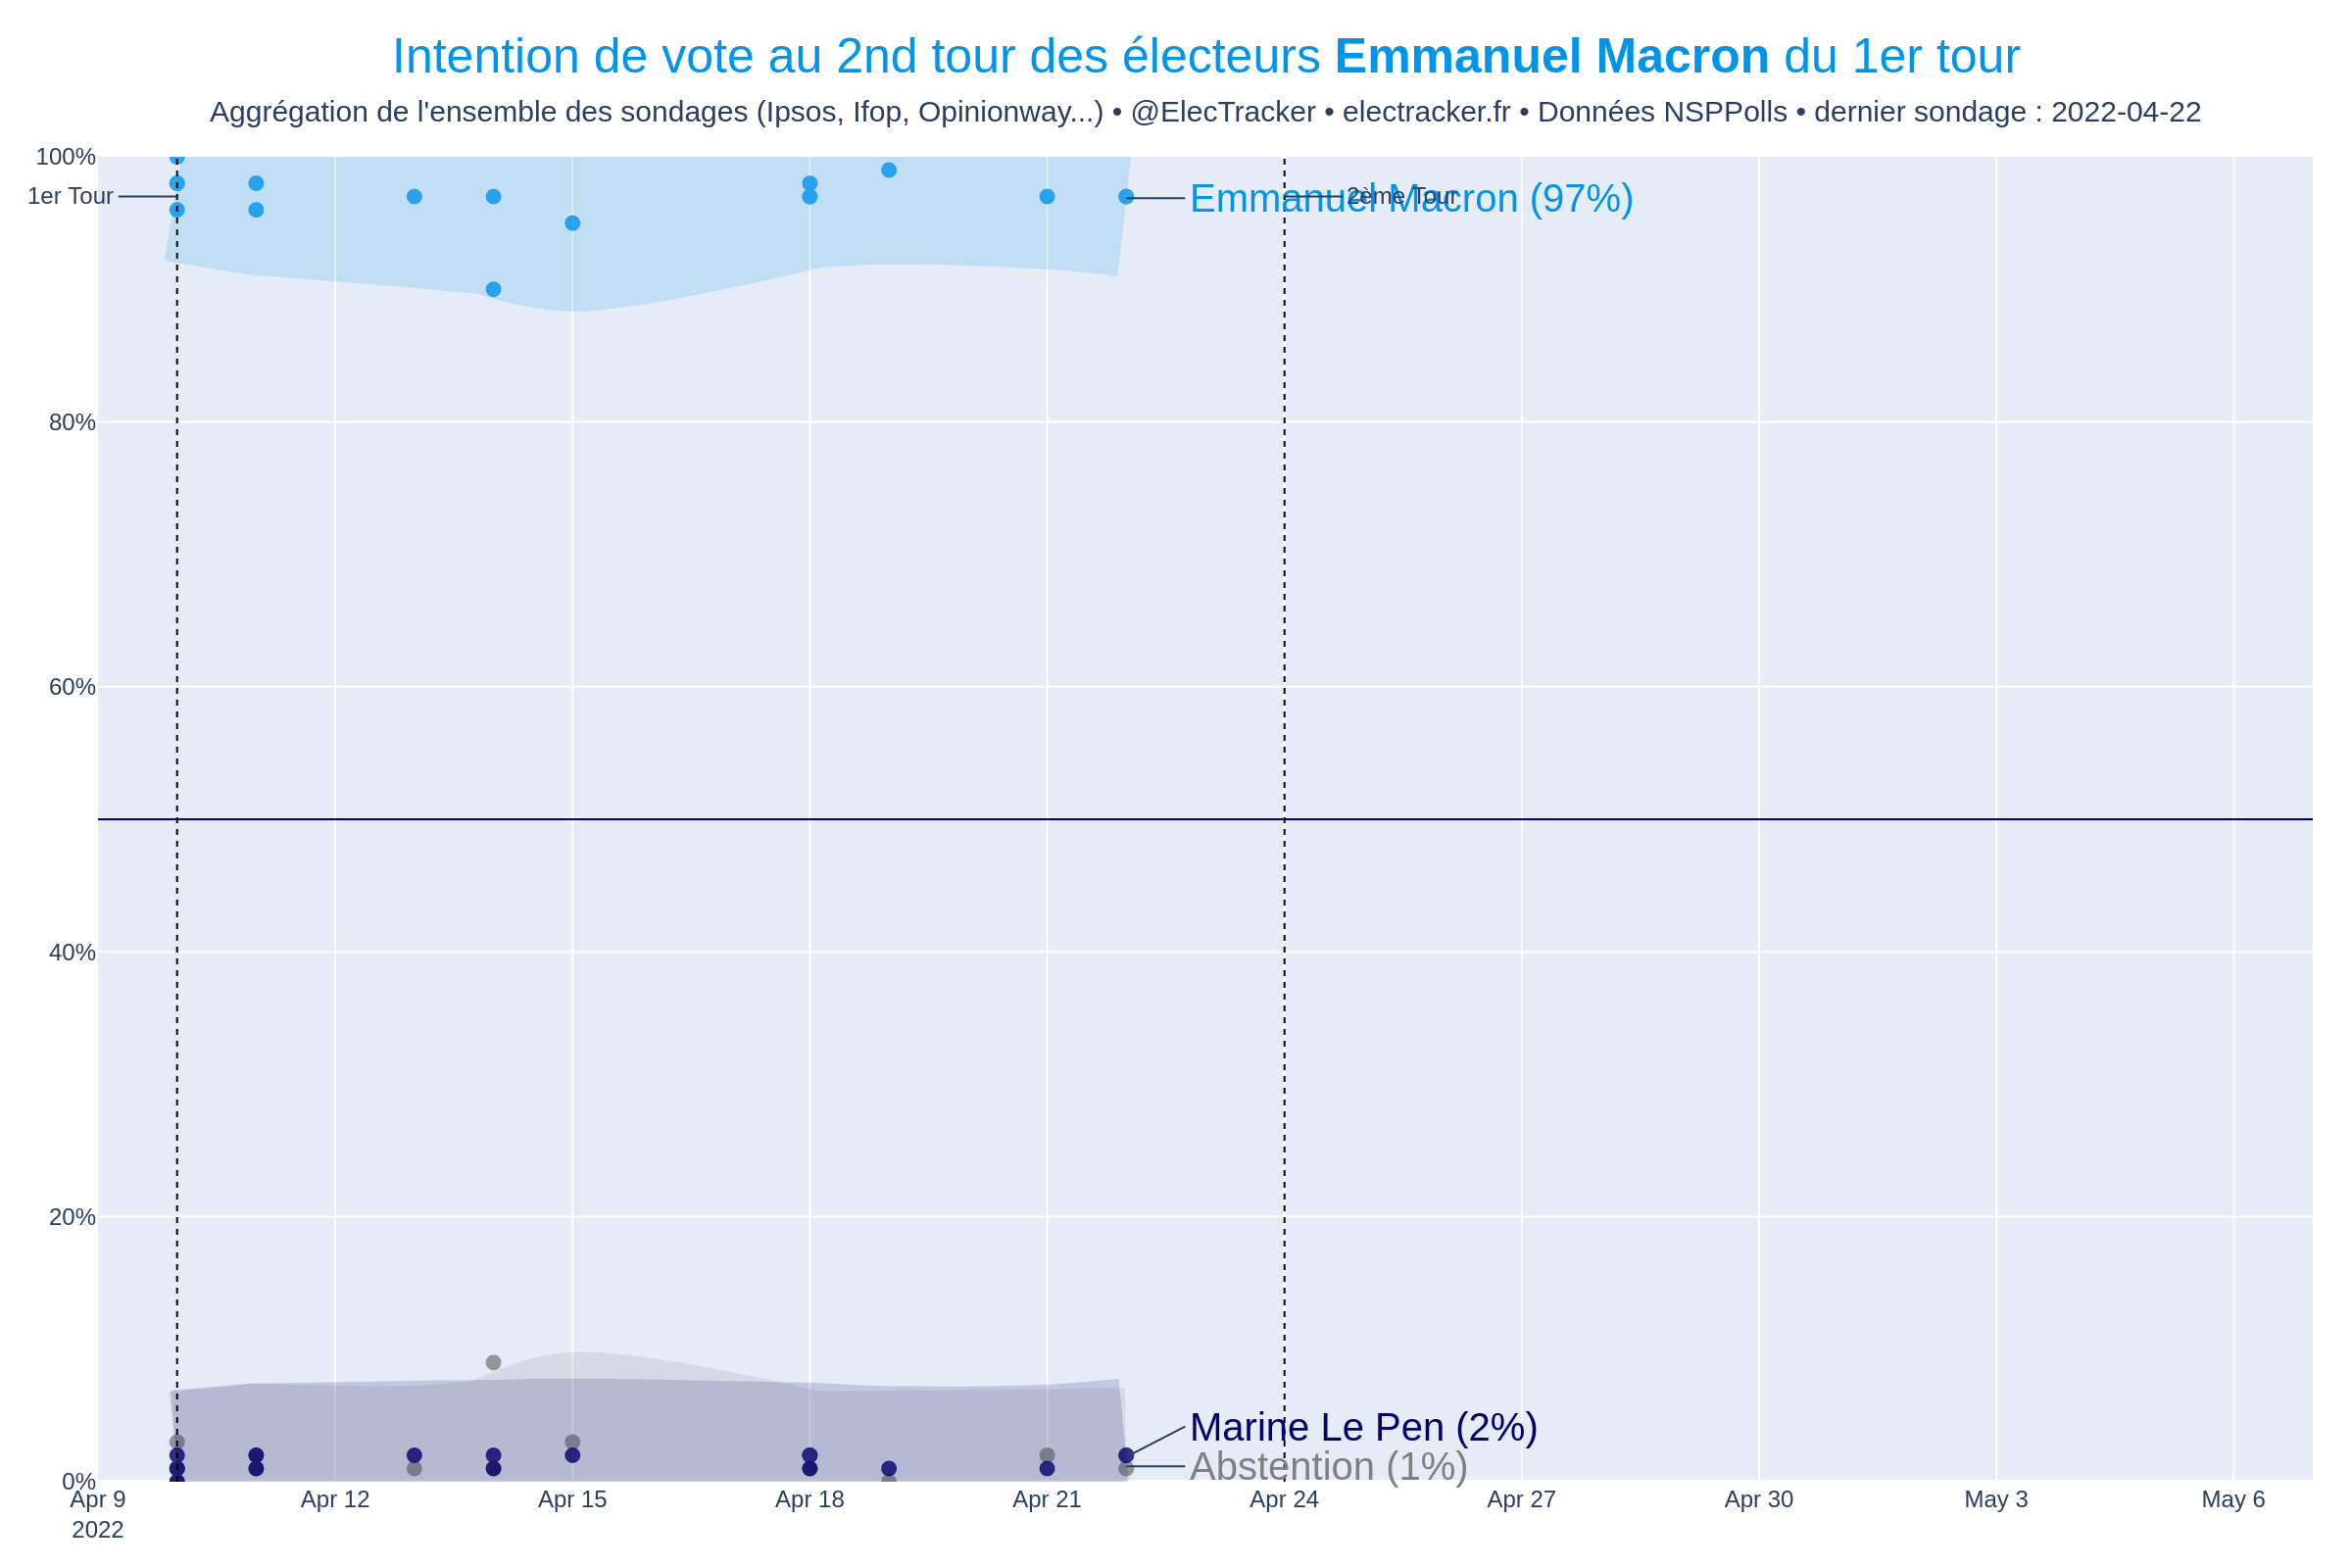 Intention de vote au 2nd tour des électeurs Emmanuel Macron du 1er tour
Aggrégation de l'ensemble des sondages (Ipsos, Ifop, Opinionway...) • @ElecTracker • electracker.fr • Données NSPPolls • dernier sondage : 2022-04-22
100%
1er Tour
Emmanuel Macron (97%)
2ème Tour
80%
60%
40%
20%
Marine Le Pen (2%)
Abstention (1%)
0%
Apr 9 Apr 12 Apr 15 Apr 18 Apr 21 Apr 24 Apr 27 Apr 30 May 3 May 6
2022